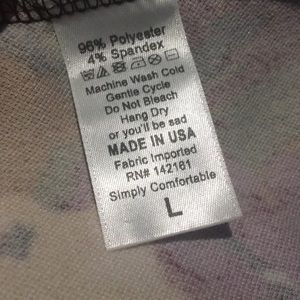 96% Polyester
4% Spandex
Machine Wash Cold
Gentle Cycle
Do Not Bleach
Hang Dry
or you'll be sad
MADE IN USA
Fabric Imported
RN# 142161
Simply Comfortable
L